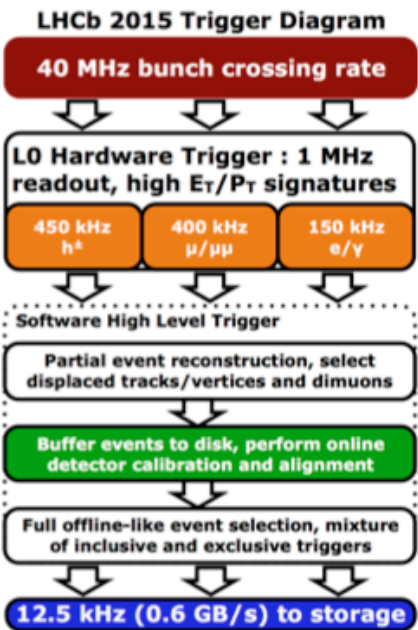 LHCb 2015 Trigger Diagram
40 MHz bunch crossing rate
L0 Hardware Trigger : 1 MHz
readout, high E_T/P_T signatures
450 kHz
h±
400 kHz
μ/μμ
150 kHz
e/γ
Software High Level Trigger
Partial event reconstruction, select
displaced tracks/vertices and dimuons
Buffer events to disk, perform online
detector calibration and alignment
Full offline-like event selection, mixture
of inclusive and exclusive triggers
12.5 kHz (0.6 GB/s) to storage